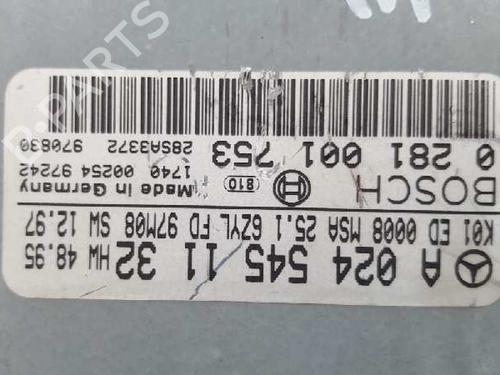 A 024 545 11 32 HW 48.95
K01 ED 0008 MSA 25.1 6ZYL FD 97M08 SW 12.97
BOSCH 810 Made in Germany
1740 00254 97242
0 281 001 753 28SA3372 970830
B-PARTS